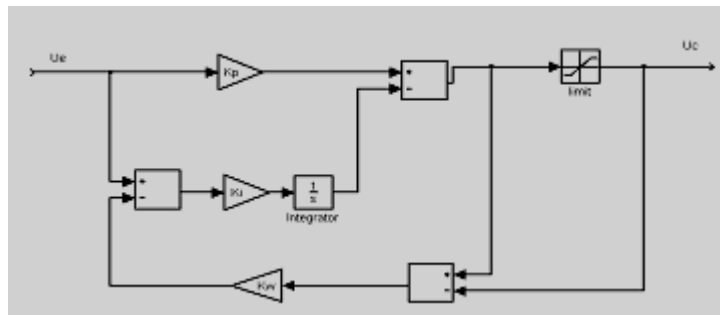 Ue
Uc
Kp
+
-
limit
+
-
Ki
1
s
Integrator
+
-
Kw